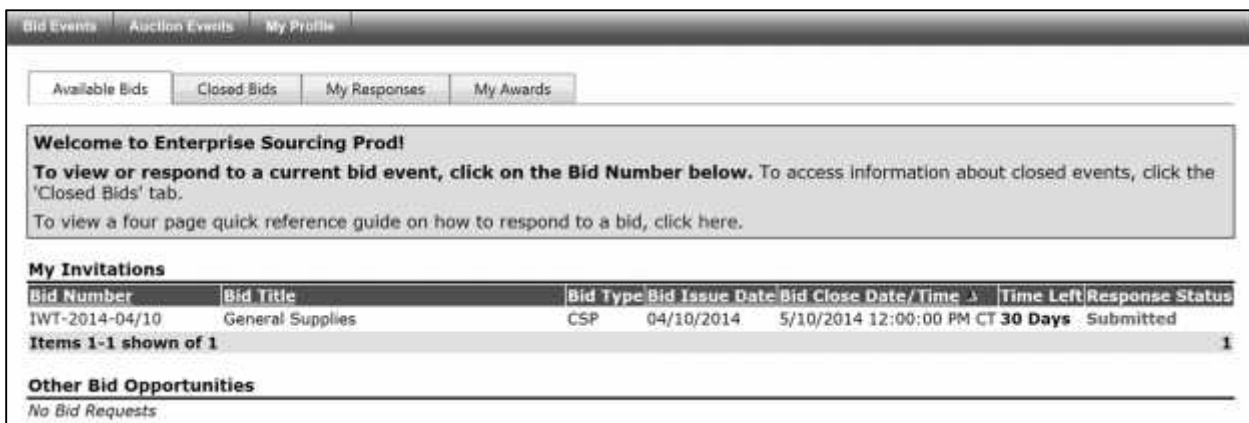 Bid Events Auction Events My Profile
Available Bids Closed Bids My Responses My Awards
Welcome to Enterprise Sourcing Prod!
To view or respond to a current bid event, click on the Bid Number below. To access information about closed events, click the
'Closed Bids' tab.
To view a four page quick reference guide on how to respond to a bid, click here.
My Invitations
Bid Number Bid Title Bid Type Bid Issue Date Bid Close Date/Time Time Left Response Status
IWT-2014-04/10 General Supplies CSP 04/10/2014 5/10/2014 12:00:00 PM CT 30 Days Submitted
Items 1-1 shown of 1 1
Other Bid Opportunities
No Bid Requests